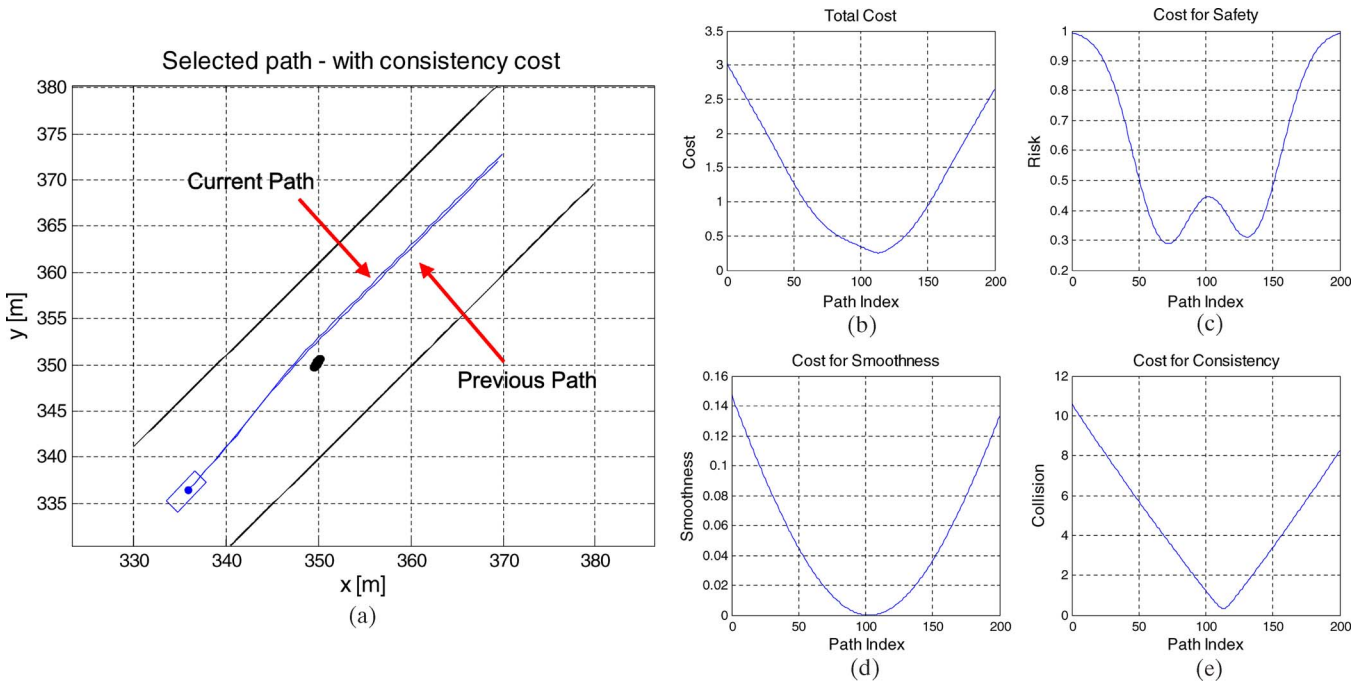 Selected path - with consistency cost
380
375
370
365
360
355
350
345
340
335
y [m]
Current Path
Previous Path
330 340 350 360 370 380
x [m]
(a)
Total Cost
3.5
3
2.5
2
1.5
1
0.5
0
Cost
0 50 100 150 200
Path Index
(b)
Cost for Safety
1
0.9
0.8
0.7
0.6
0.5
0.4
0.3
0.2
Risk
0 50 100 150 200
Path Index
(c)
Cost for Smoothness
0.16
0.14
0.12
0.1
0.08
0.06
0.04
0.02
0
Smoothness
0 50 100 150 200
Path Index
(d)
Cost for Consistency
12
10
8
6
4
2
0
Collision
0 50 100 150 200
Path Index
(e)